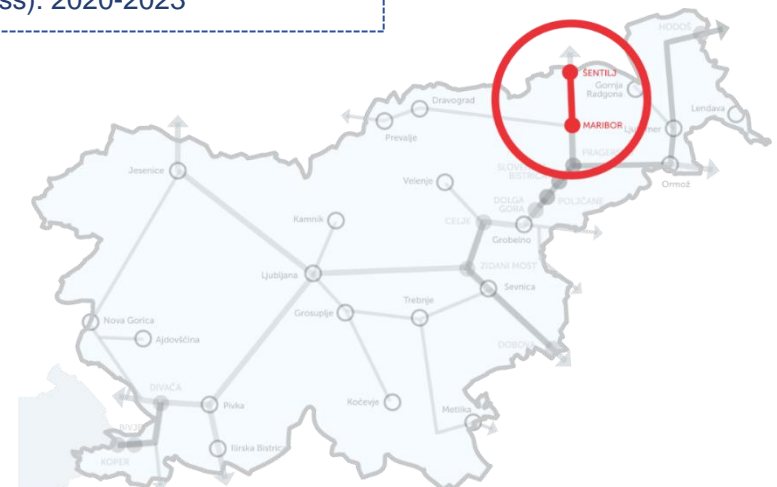 ss): 2020-2023
HODOŠ
ŠENTILJ
Gornja
Radgona
Dravograd
Lendava
MARIBOR
Prevalje
PRAGERSKO
Jesenice
SLOVENSKA
BISTRICA
Velenje
Ormož
DOLGA
GORA
POLJČANE
Kamnik
CELJE
Grobelno
ZIDANI MOST
Ljubljana
Sevnica
Trebnje
Grosuplje
Nova Gorica
Ajdovščina
DOBOVA
DIVAČA
Kočevje
Pivka
Metlika
Ilirska Bistrica
KOPER